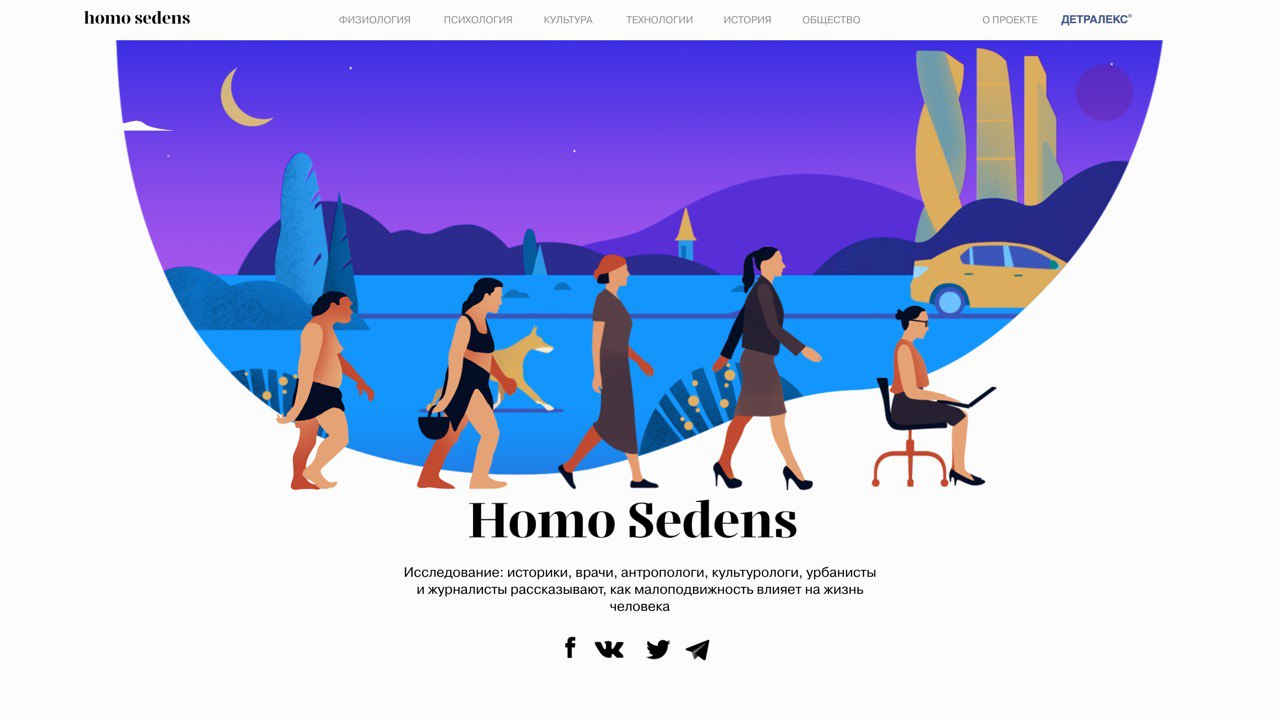 homo sedens
ФИЗИОЛОГИЯ ПСИХОЛОГИЯ КУЛЬТУРА ТЕХНОЛОГИИ ИСТОРИЯ ОБЩЕСТВО О ПРОЕКТЕ ДЕТРАЛЕКС®
Homo Sedens
Исследование: историки, врачи, антропологи, культурологи, урбанисты
и журналисты рассказывают, как малоподвижность влияет на жизнь
человека